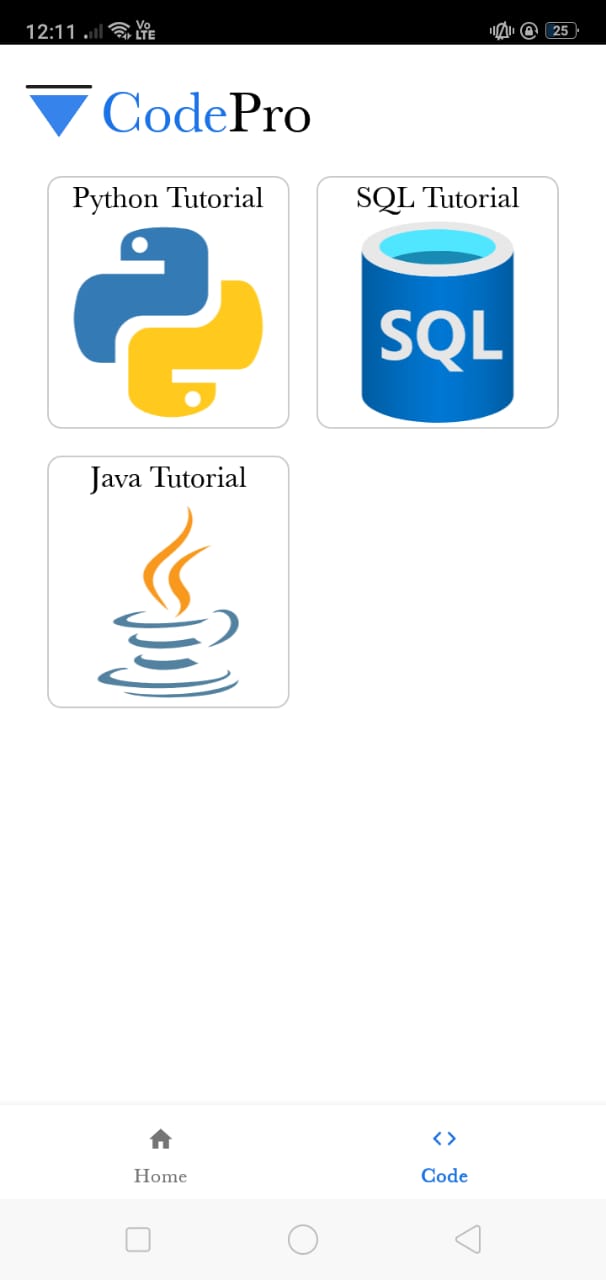 12:11 Vo LTE 25
CodePro
Python Tutorial
SQL Tutorial
SQL
Java Tutorial
Home
Code